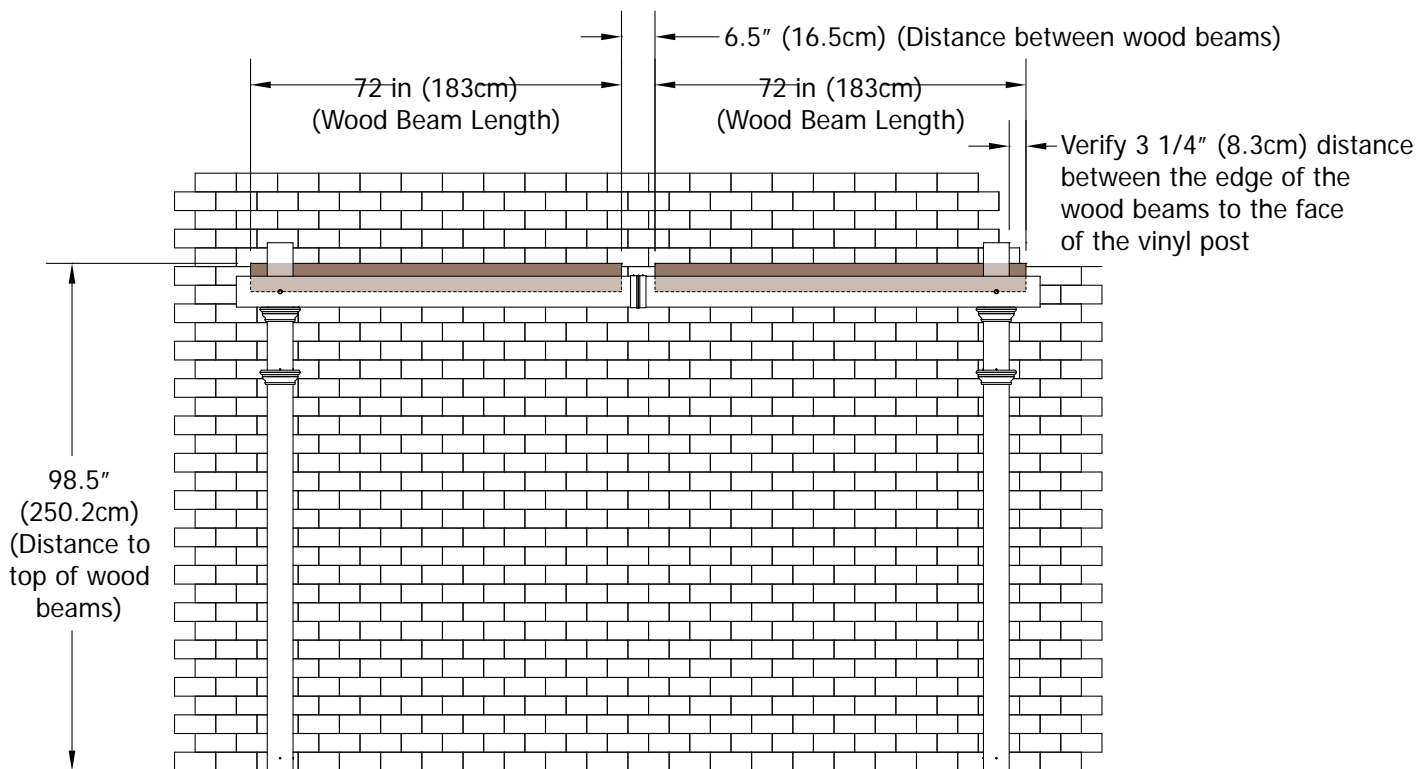 6.5″ (16.5cm) (Distance between wood beams)
72 in (183cm)
(Wood Beam Length)
72 in (183cm)
(Wood Beam Length)
Verify 3 1/4″ (8.3cm) distance
between the edge of the
wood beams to the face
of the vinyl post
98.5″
(250.2cm)
(Distance to
top of wood
beams)